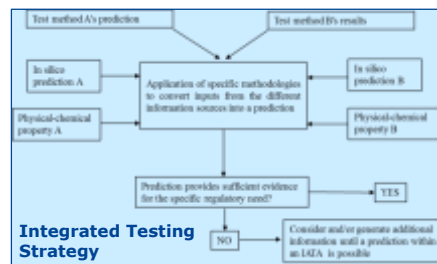 Test method A's prediction
Test method B's results
In silico
prediction A
Application of specific methodologies
to convert inputs from the different
information sources into a prediction
In silico
prediction B
Physical-chemical
property A
Physical-chemical
property B
Prediction provides sufficient evidence
for the specific regulatory need?
YES
NO
Consider and/or generate additional
information until a prediction within
an IATA is possible
Integrated Testing
Strategy